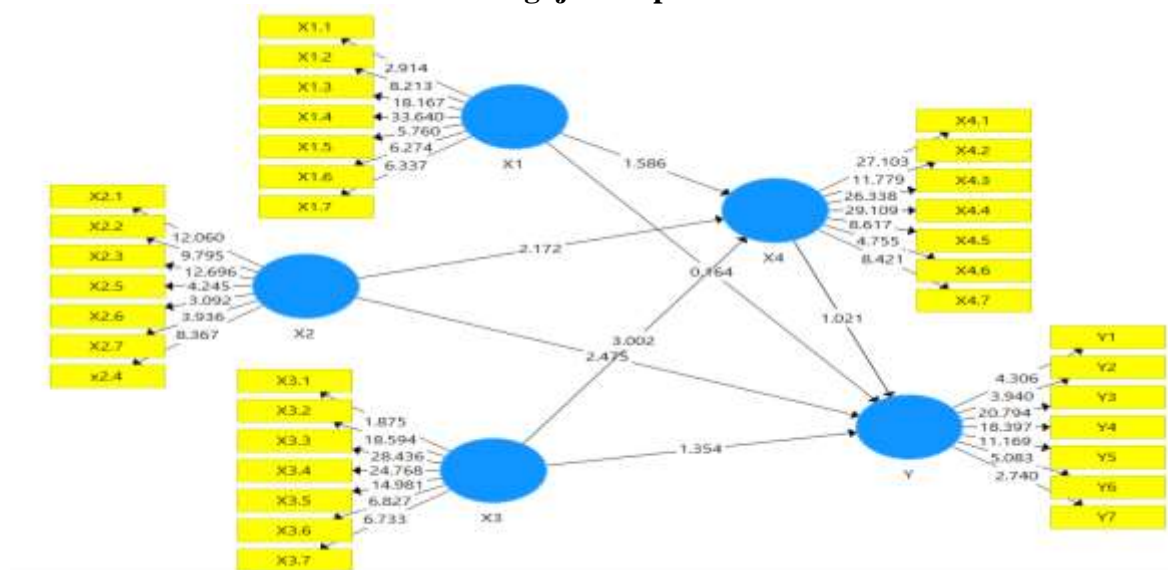 X1.1
X1.2
X1.3
X1.4
X1.5
X1.6
X1.7
2.914
8.213
18.167
33.640
5.760
6.274
6.337
X1
X2.1
X2.2
X2.3
X2.5
X2.6
X2.7
x2.4
12.060
9.795
12.696
4.245
3.092
3.936
8.367
X2
X3.1
X3.2
X3.3
X3.4
X3.5
X3.6
X3.7
1.875
18.594
28.436
24.768
14.981
6.827
6.733
X3
1.586
2.172
0.164
3.002
2.475
1.021
1.354
X4
27.103
11.779
26.338
29.109
8.617
4.755
8.421
X4.1
X4.2
X4.3
X4.4
X4.5
X4.6
X4.7
Y
4.306
3.940
20.794
18.397
11.169
5.083
2.740
Y1
Y2
Y3
Y4
Y5
Y6
Y7